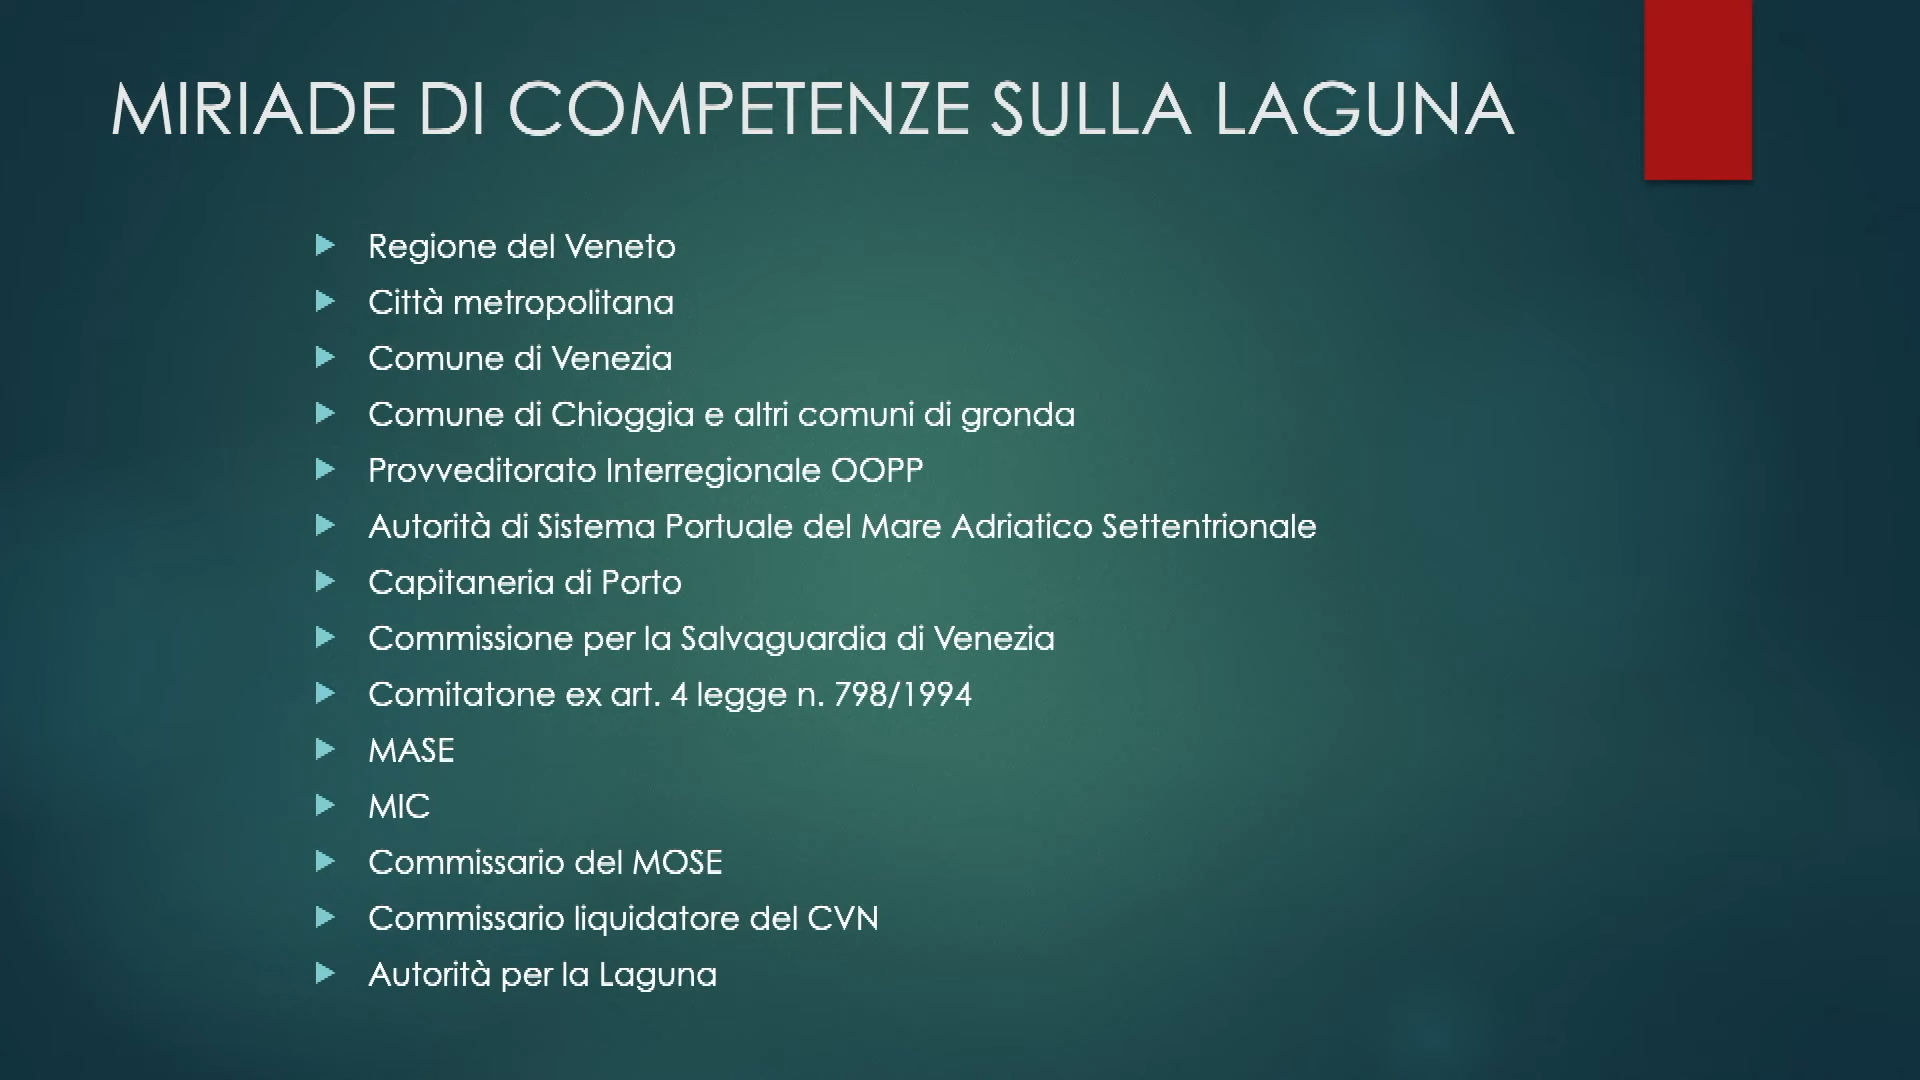 MIRIADE DI COMPETENZE SULLA LAGUNA
Regione del Veneto
Città metropolitana
Comune di Venezia
Comune di Chioggia e altri comuni di gronda
Provveditorato Interregionale OOPP
Autorità di Sistema Portuale del Mare Adriatico Settentrionale
Capitaneria di Porto
Commissione per la Salvaguardia di Venezia
Comitatone ex art. 4 legge n. 798/1994
MASE
MIC
Commissario del MOSE
Commissario liquidatore del CVN
Autorità per la Laguna